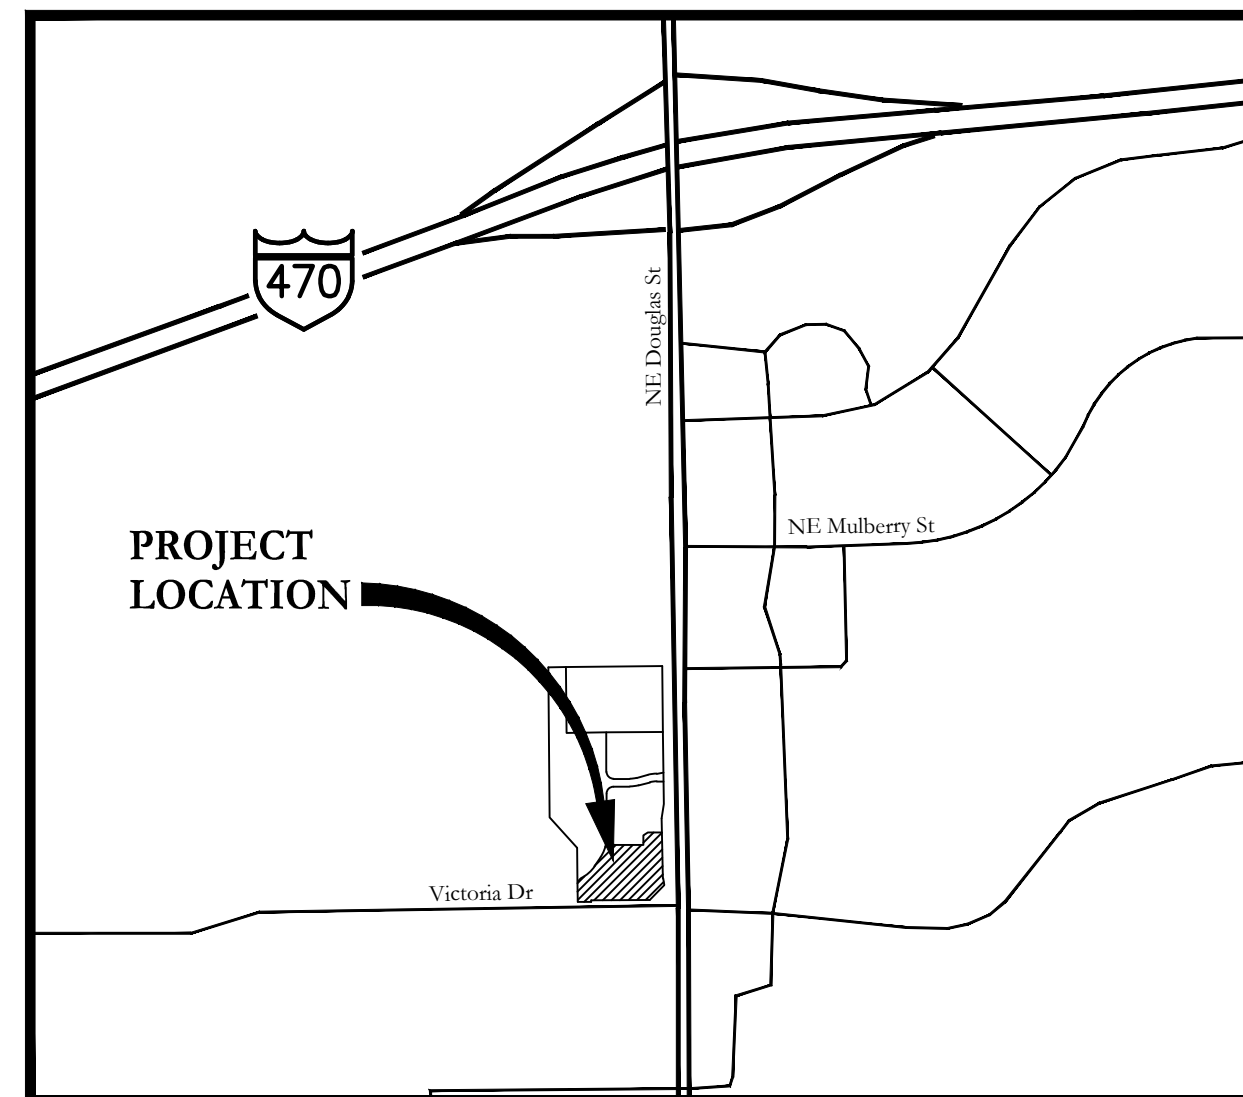 470
NE Douglas St
NE Mulberry St
PROJECT
LOCATION
Victoria Dr